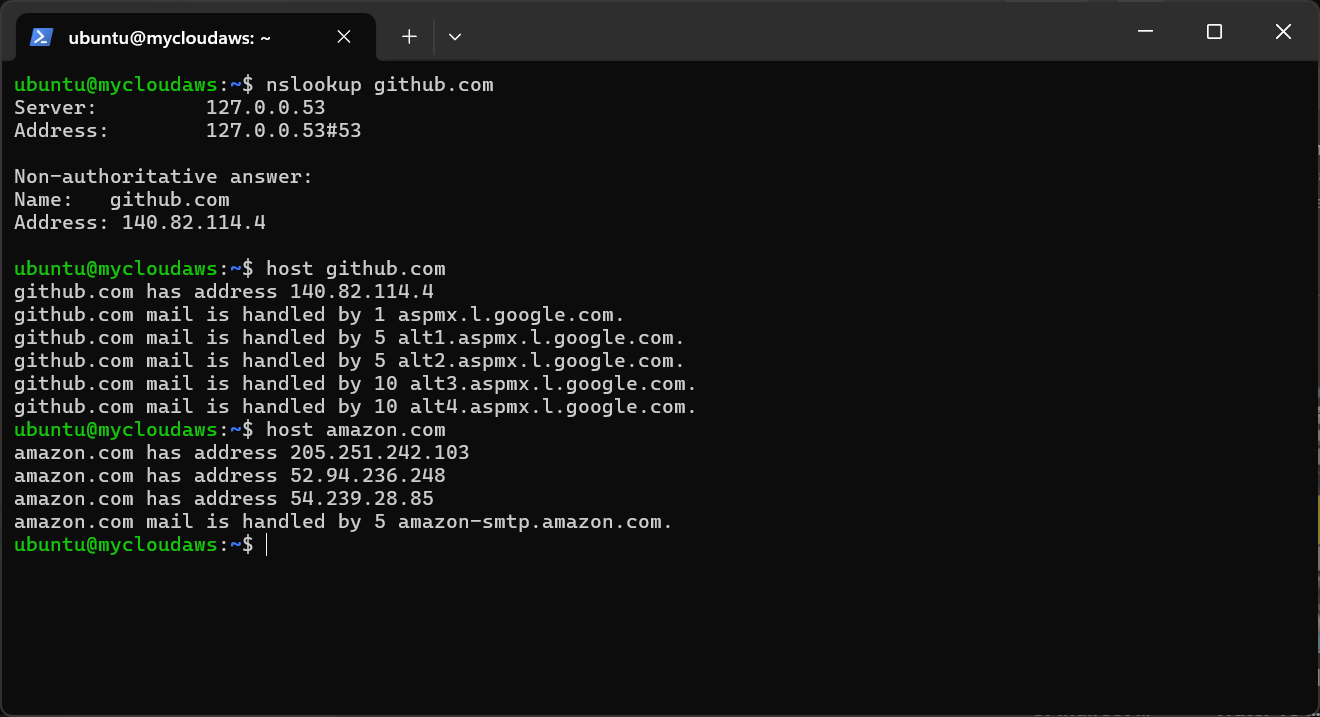 ubuntu@mycloudaws: ~
ubuntu@mycloudaws:~$ nslookup github.com
Server:         127.0.0.53
Address:        127.0.0.53#53
Non-authoritative answer:
Name:   github.com
Address: 140.82.114.4
ubuntu@mycloudaws:~$ host github.com
github.com has address 140.82.114.4
github.com mail is handled by 1 aspmx.l.google.com.
github.com mail is handled by 5 alt1.aspmx.l.google.com.
github.com mail is handled by 5 alt2.aspmx.l.google.com.
github.com mail is handled by 10 alt3.aspmx.l.google.com.
github.com mail is handled by 10 alt4.aspmx.l.google.com.
ubuntu@mycloudaws:~$ host amazon.com
amazon.com has address 205.251.242.103
amazon.com has address 52.94.236.248
amazon.com has address 54.239.28.85
amazon.com mail is handled by 5 amazon-smtp.amazon.com.
ubuntu@mycloudaws:~$